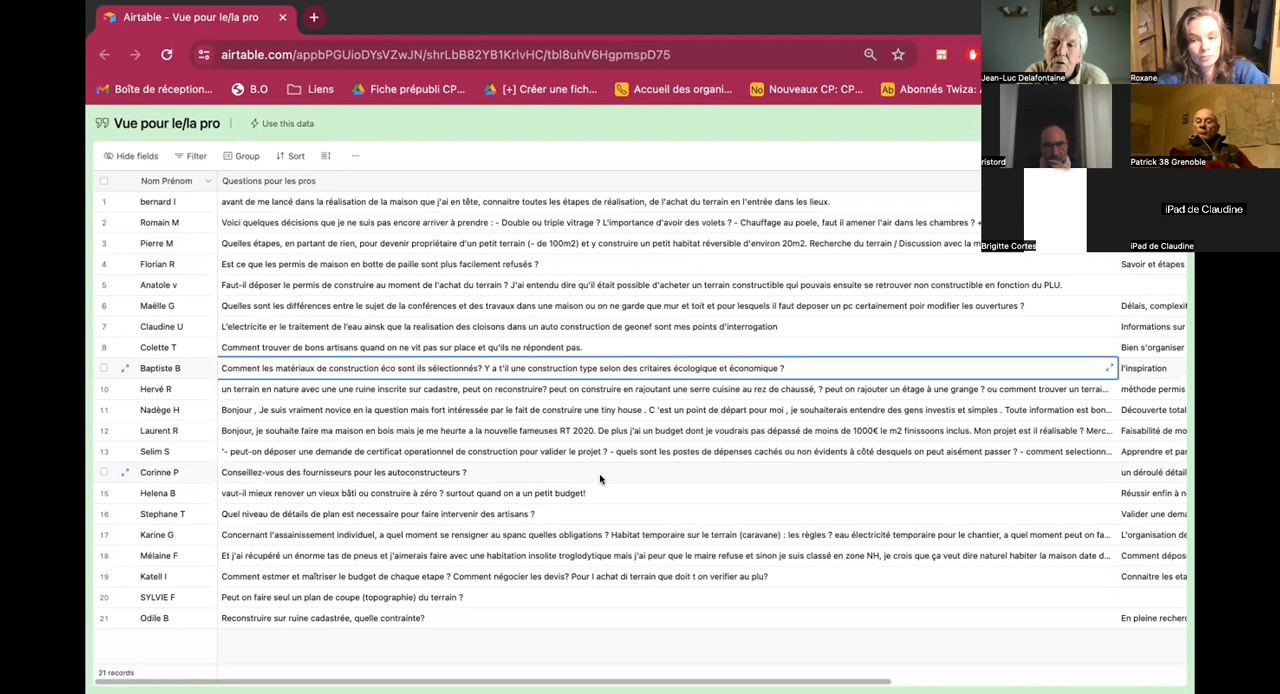 Airtable - Vue pour le/la pro
airtable.com/appbPGUioDYsVZwJN/shrLbB82YB1KrlvHC/tbl8uhV6HgpmspD75
Boîte de réception...
B.O
Liens
Fiche prépubli CP...
[+] Créer une fich...
Accueil des organi...
No
Nouveaux CP: CP...
Ab
Abonnés Twiza:
Vue pour le/la pro
Use this data
Hide fields
Filter
Group
Sort
Nom Prénom
Questions pour les pros
1 bernard l avant de me lancé dans la réalisation de la maison que j'ai en tête, connaitre toutes les étapes de réalisation, de l'achat du terrain en l'entrée dans les lieux.
2 Romain M Voici quelques décisions que je ne suis pas encore arriver à prendre : - Double ou triple vitrage ? L'importance d'avoir des volets ? - Chauffage au poele, faut il amener l'air dans les chambres ? +
3 Pierre M Quelles étapes, en partant de rien, pour devenir propriétaire d'un petit terrain (- de 100m2) et y construire un petit habitat réversible d'environ 20m2. Recherche du terrain / Discussion avec la m
4 Florian R Est ce que les permis de maison en botte de paille sont plus facilement refusés ? Savoir et étapes
5 Anatole v Faut-il déposer le permis de construire au moment de l'achat du terrain ? J'ai entendu dire qu'il était possible d'acheter un terrain constructible qui pouvais ensuite se retrouver non constructible en fonction du PLU.
6 Maëlle G Quelles sont les différences entre le sujet de la conférences et des travaux dans une maison ou on ne garde que mur et toit et pour lesquels il faut deposer un pc certainement poir modifier les ouvertures ? Délais, complexit
7 Claudine U L'electricite er le traitement de l'eau ainsk que la realisation des cloisons dans un auto construction de geonef sont mes points d'interrogation Informations sur
8 Colette T Comment trouver de bons artisans quand on ne vit pas sur place et qu'ils ne répondent pas. Bien s'organiser
Baptiste B Comment les matériaux de construction éco sont ils sélectionnés? Y a t'il une construction type selon des critaires écologique et économique ? l'inspiration
10 Hervé R un terrain en nature avec une une ruine inscrite sur cadastre, peut on reconstruire? peut on construire en rajoutant une serre cuisine au rez de chaussé, ? peut on rajouter un étage à une grange ? ou comment trouver un terrai... méthode permis
11 Nadège H Bonjour , Je suis vraiment novice en la question mais fort intéressée par le fait de construire une tiny house . C 'est un point de départ pour moi , je souhaiterais entendre des gens investis et simples . Toute information est bon... Découverte total
12 Laurent R Bonjour, je souhaite faire ma maison en bois mais je me heurte a la nouvelle fameuses RT 2020. De plus j'ai un budget dont je voudrais pas dépassé de moins de 1000€ le m2 finissoons inclus. Mon projet est il réalisable ? Merc... Faisabilité de mo
13 Selim S '- peut-on déposer une demande de certificat operationnel de construction pour valider le projet ? - quels sont les postes de dépenses cachés ou non évidents à côté desquels on peut aisément passer ? - comment selectionn... Apprendre et par
Corinne P Conseillez-vous des fournisseurs pour les autoconstructeurs ? un déroulé détail
15 Helena B vaut-il mieux renover un vieux bâti ou construire à zéro ? surtout quand on a un petit budget! Réussir enfin à n
16 Stephane T Quel niveau de détails de plan est necessaire pour faire intervenir des artisans ? Valider une dema
17 Karine G Concernant l'assainissement individuel, a quel moment se rensigner au spanc quelles obligations ? Habitat temporaire sur le terrain (caravane) : les règles ? eau électricité temporaire pour le chantier, a quel moment peut on fa... L'organisation de
18 Mélaine F Et j'ai récupéré un énorme tas de pneus et j'aimerais faire avec une habitation insolite troglodytique mais j'ai peur que le maire refuse et sinon je suis classé en zone NH, je crois que ça veut dire naturel habiter la maison date d... Comment dépos
19 Katell l Comment estmer et maîtriser le budget de chaque etape ? Comment négocier les devis? Pour l achat di terrain que doit t on verifier au plu? Connaitre les eta
20 SYLVIE F Peut on faire seul un plan de coupe (topographie) du terrain ?
21 Odile B Reconstruire sur ruine cadastrée, quelle contrainte? En pleine recherc
21 records
Jean-Luc Delafontaine
Roxane
ristord
Patrick 38 Grenoble
Brigitte Cortes
iPad de Claudine
iPad de Claudine